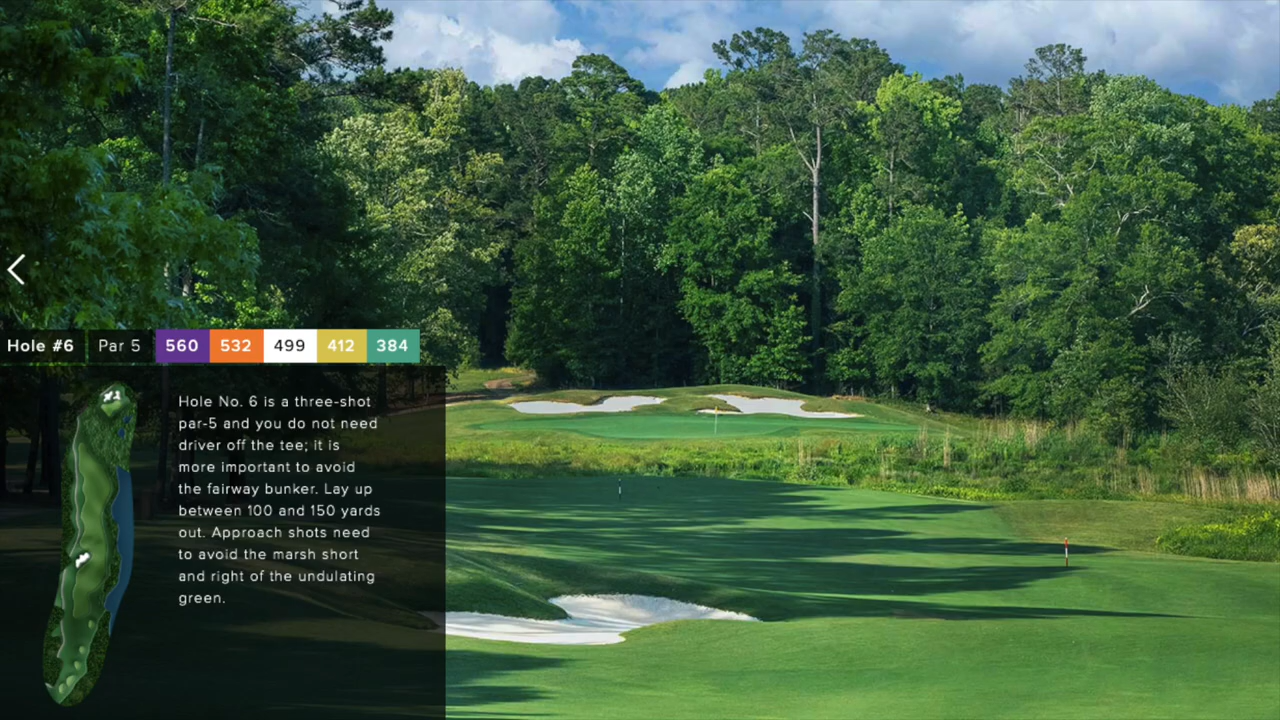 Hole #6 Par 5 560 532 499 412 384
Hole No. 6 is a three-shot
par-5 and you do not need
driver off the tee; it is
more important to avoid
the fairway bunker. Lay up
between 100 and 150 yards
out. Approach shots need
to avoid the marsh short
and right of the undulating
green.